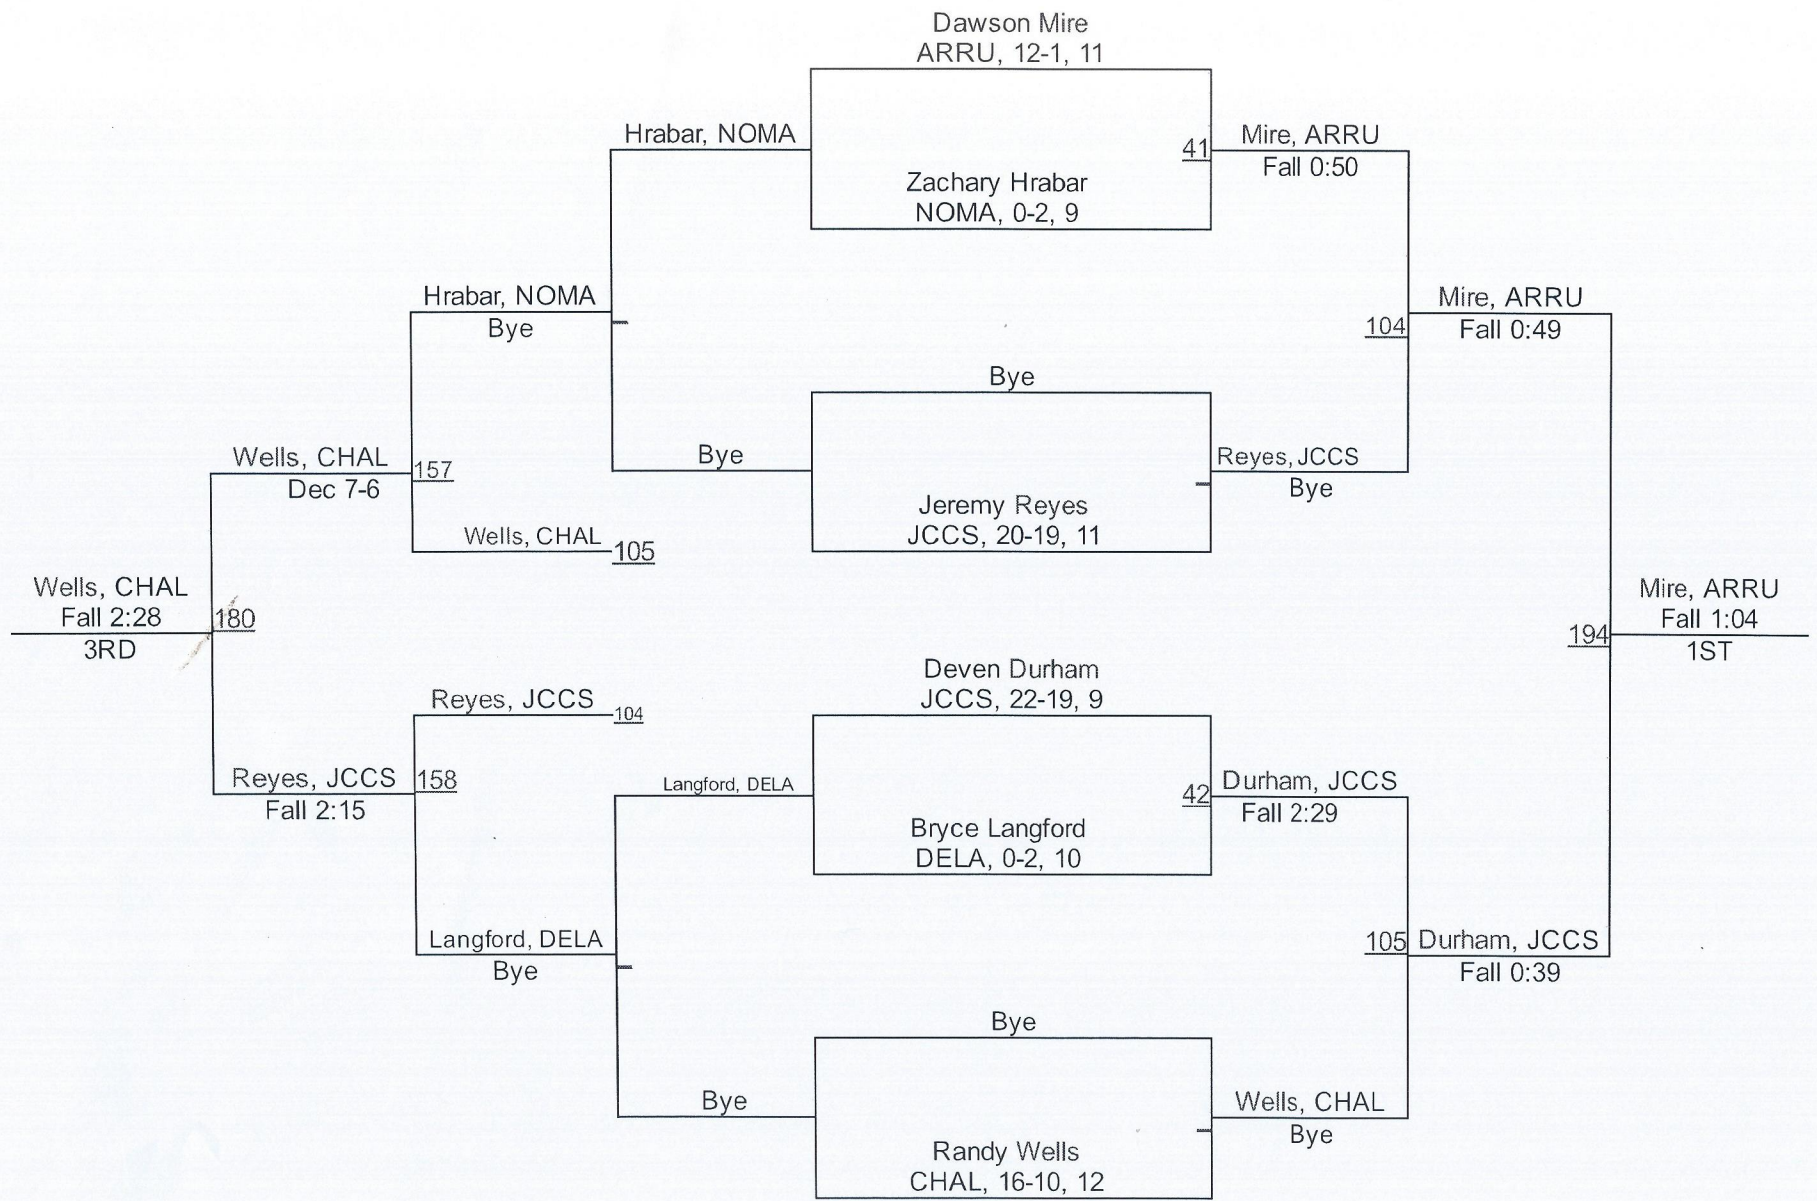 Dawson Mire
ARRU, 12-1, 11
Hrabar, NOMA
41
Mire, ARRU
Fall 0:50
Zachary Hrabar
NOMA, 0-2, 9
Hrabar, NOMA
Bye
Mire, ARRU
104
Fall 0:49
Bye
Wells, CHAL
157
Dec 7-6
Bye
Reyes, JCCS
Bye
Jeremy Reyes
JCCS, 20-19, 11
Wells, CHAL
105
Wells, CHAL
Fall 2:28
180
3RD
Mire, ARRU
Fall 1:04
194
1ST
Deven Durham
JCCS, 22-19, 9
Reyes, JCCS
104
Reyes, JCCS
158
Fall 2:15
Langford, DELA
42
Durham, JCCS
Fall 2:29
Bryce Langford
DELA, 0-2, 10
Langford, DELA
Bye
105
Durham, JCCS
Fall 0:39
Bye
Bye
Wells, CHAL
Bye
Randy Wells
CHAL, 16-10, 12